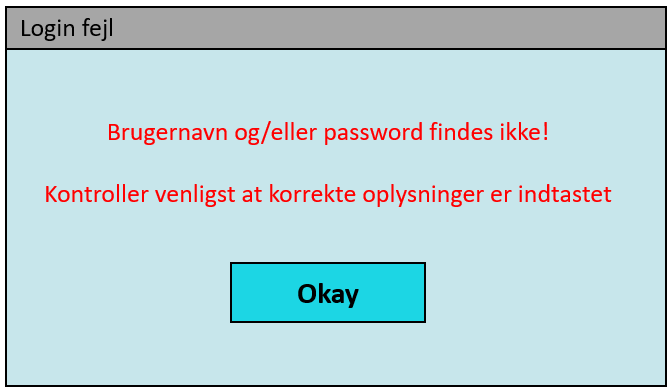 Login fejl
Brugernavn og/eller password findes ikke!
Kontroller venligst at korrekte oplysninger er indtastet
Okay